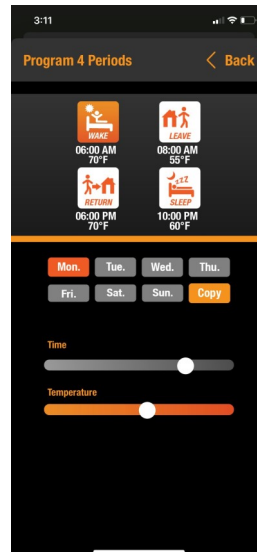 3:11
Program 4 Periods Back
WAKE LEAVE
06:00 AM 08:00 AM
70°F 55°F
zzz
RETURN SLEEP
06:00 PM 10:00 PM
70°F 60°F
Mon. Tue. Wed. Thu.
Fri. Sat. Sun. Copy
Time
Temperature